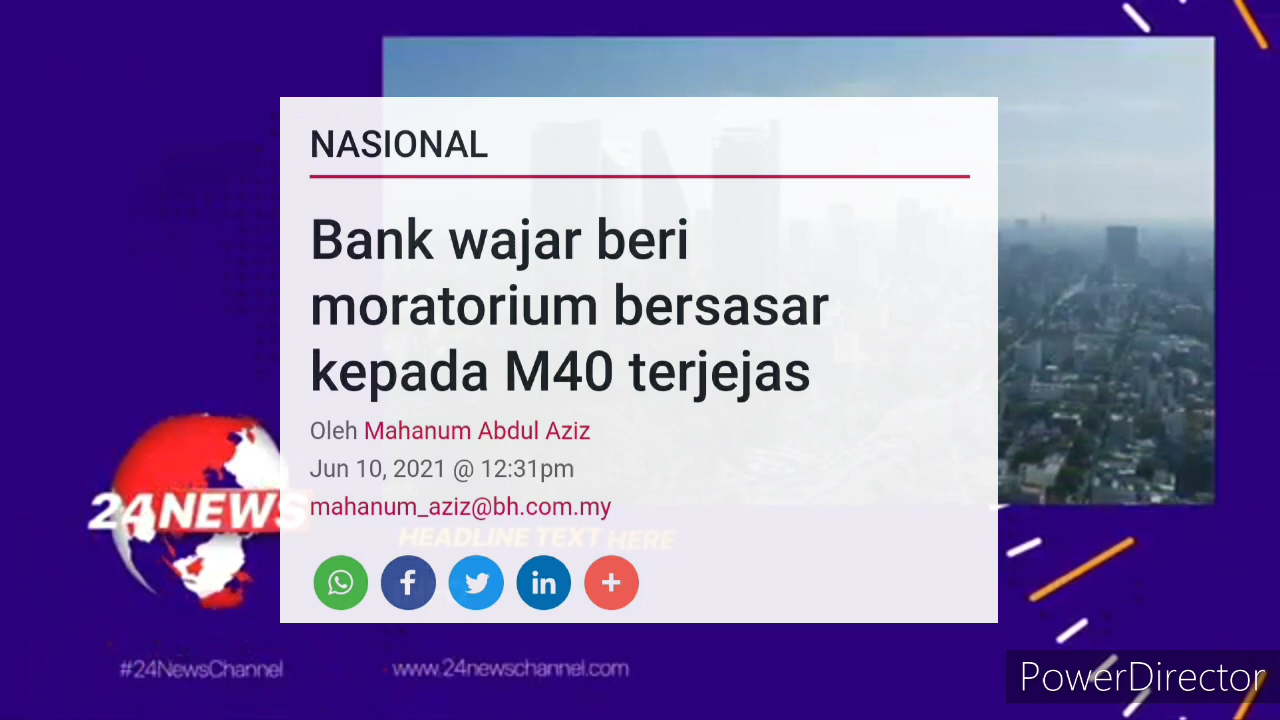 NASIONAL
Bank wajar beri
moratorium bersasar
kepada M40 terjejas
Oleh Mahanum Abdul Aziz
Jun 10, 2021 @ 12:31pm
mahanum_aziz@bh.com.my
24NEWS
HEADLINE TEXT HERE
#24NewsChannel
www.24newschannel.com
PowerDirector